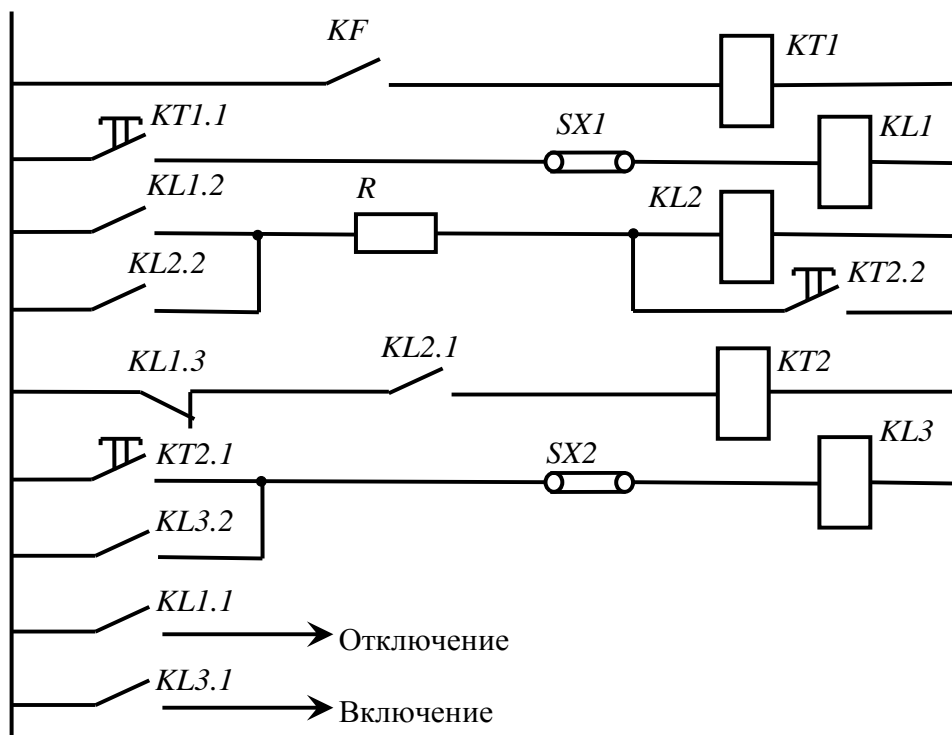 KF
KT1
KT1.1
SX1
KL1
KL1.2
R
KL2
KL2.2
KT2.2
KL1.3
KL2.1
KT2
KT2.1
SX2
KL3
KL3.2
KL1.1
Отключение
KL3.1
Включение